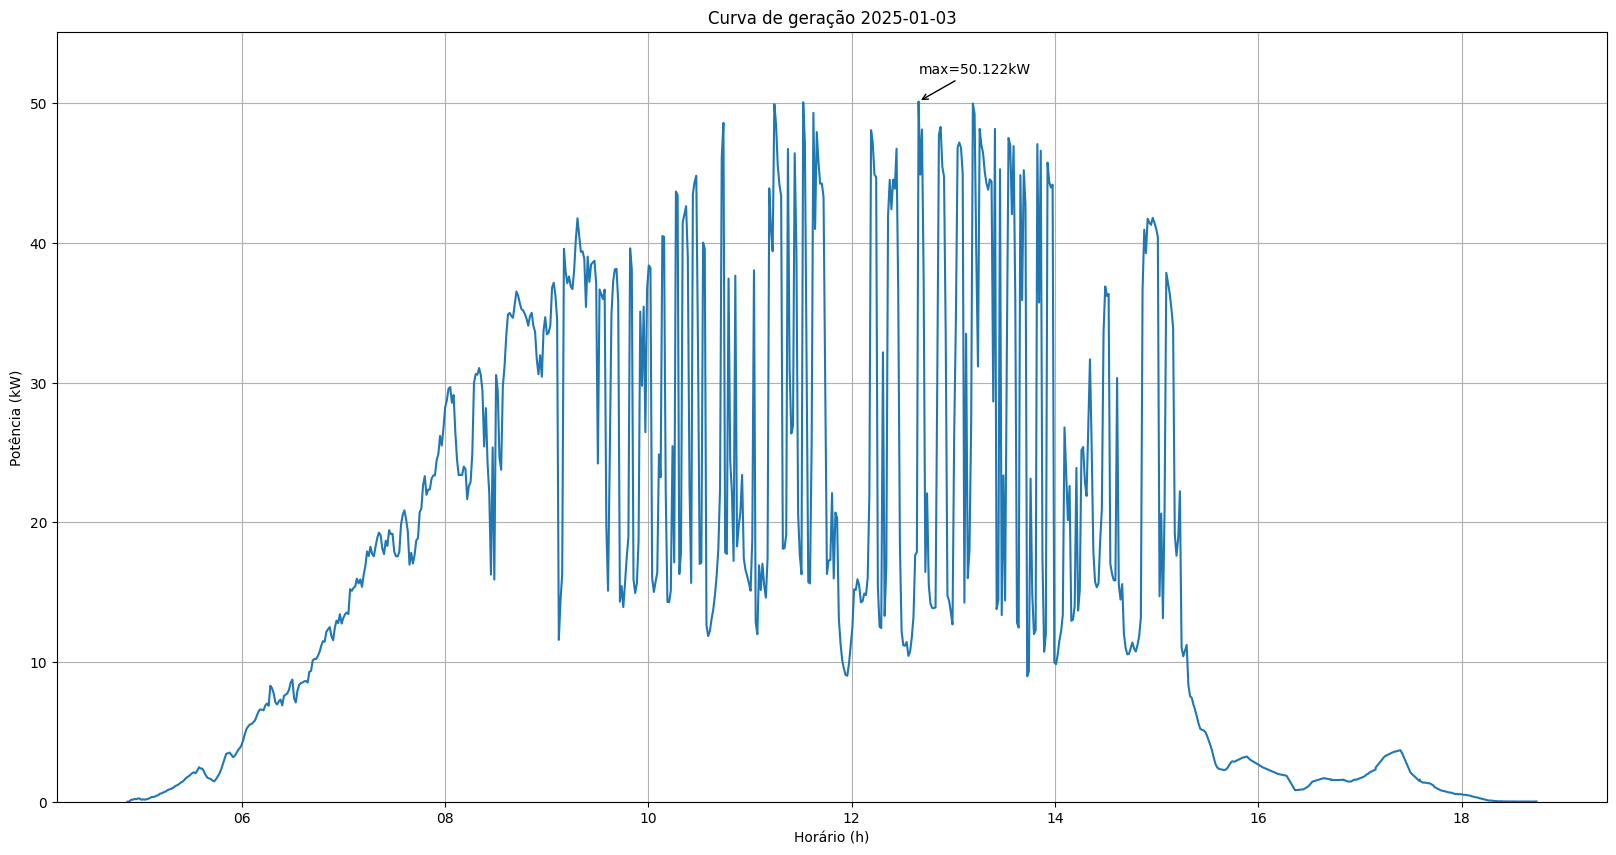 Curva de geração 2025-01-03
max=50.122kW
50
40
30
20
10
0
Potência (kW)
06 08 10 12 14 16 18
Horário (h)